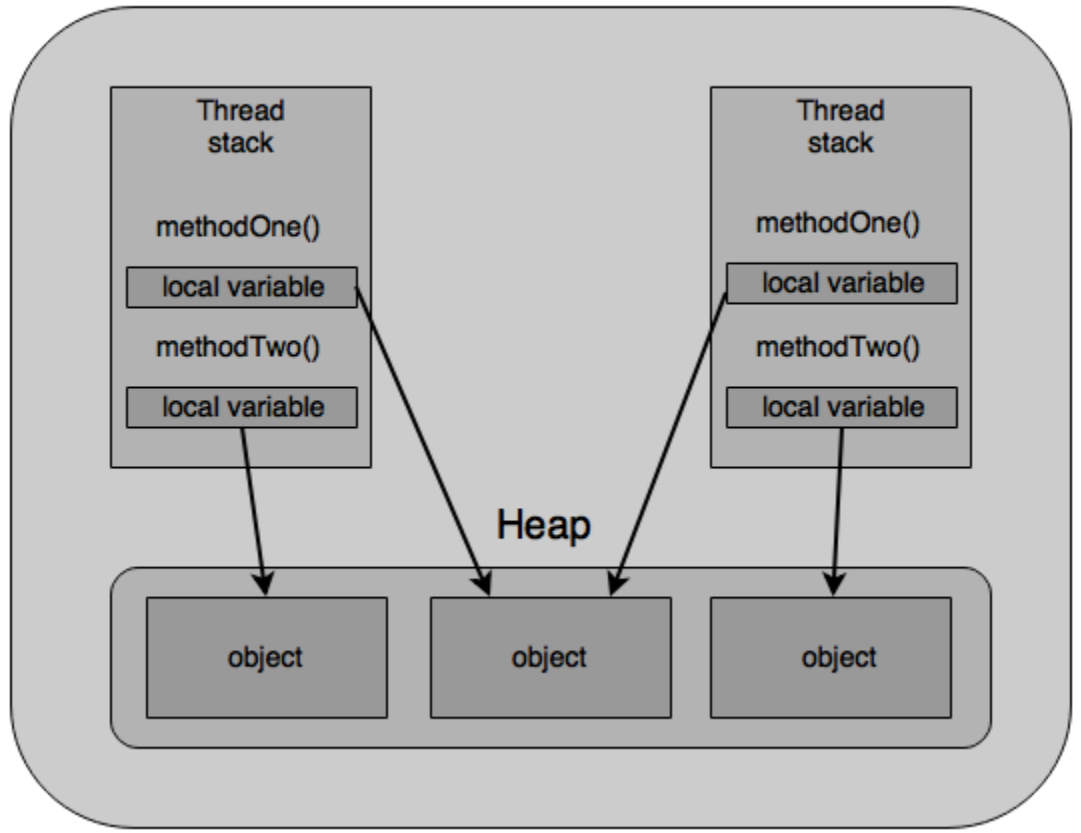 Thread
stack
methodOne()
local variable
methodTwo()
local variable
Thread
stack
methodOne()
local variable
methodTwo()
local variable
Heap
object
object
object